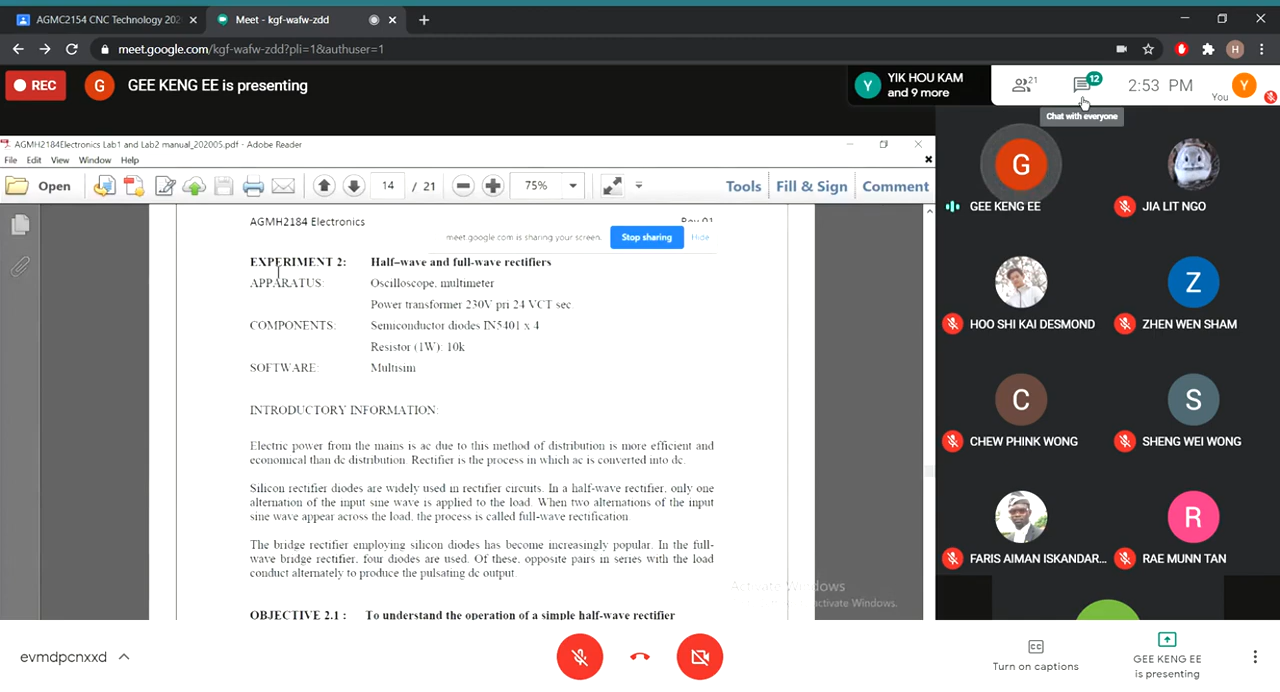 AGMC2154 CNC Technology 202
Meet - kgf-wafw-zdd
meet.google.com/kgf-wafw-zdd?pli=1&authuser=1
H
REC
G
GEE KENG EE is presenting
Y
YIK HOU KAM
and 9 more
21
12
2:53 PM
You
Y
Chat with everyone
AGMH2184Electronics Lab1 and Lab2 manual_202005.pdf - Adobe Reader
File Edit View Window Help
Open
14 / 21
75%
Tools
Fill & Sign
Comment
AGMH2184 Electronics
Rev 01
meet.google.com is sharing your screen.
Stop sharing
Hide
EXPERIMENT 2: Half–wave and full-wave rectifiers
APPARATUS: Oscilloscope, multimeter
Power transformer 230V pri 24 VCT sec
COMPONENTS: Semiconductor diodes IN5401 x 4
Resistor (1W): 10k
SOFTWARE: Multisim
INTRODUCTORY INFORMATION:
Electric power from the mains is ac due to this method of distribution is more efficient and
economical than dc distribution. Rectifier is the process in which ac is converted into dc.
Silicon rectifier diodes are widely used in rectifier circuits. In a half-wave rectifier, only one
alternation of the input sine wave is applied to the load. When two alternations of the input
sine wave appear across the load, the process is called full-wave rectification.
The bridge rectifier employing silicon diodes has become increasingly popular. In the full-
wave bridge rectifier, four diodes are used. Of these, opposite pairs in series with the load
conduct alternately to produce the pulsating dc output.
OBJECTIVE 2.1 : To understand the operation of a simple half-wave rectifier
Activate Windows
activate Windows.
G
GEE KENG EE
JIA LIT NGO
HOO SHI KAI DESMOND
Z
ZHEN WEN SHAM
C
CHEW PHINK WONG
S
SHENG WEI WONG
FARIS AIMAN ISKANDAR...
R
RAE MUNN TAN
evmdpcnxxd
CC
Turn on captions
GEE KENG EE
is presenting